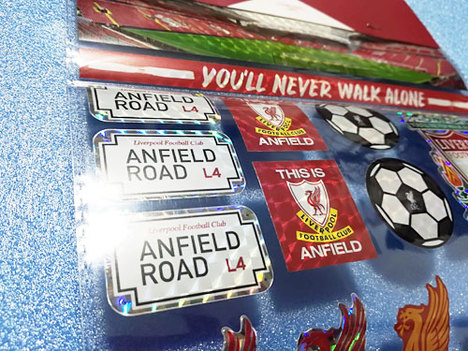 YOU'LL NEVER WALK ALONE
ANFIELD
ROAD L4
LIVERPOOL
FOOTBALL CLUB
ANFIELD
Liverpool Football Club
ANFIELD
ROAD L4
THIS IS
LIVERPOOL
FOOTBALL CLUB
ANFIELD
Liverpool Football Club
ANFIELD
ROAD L4